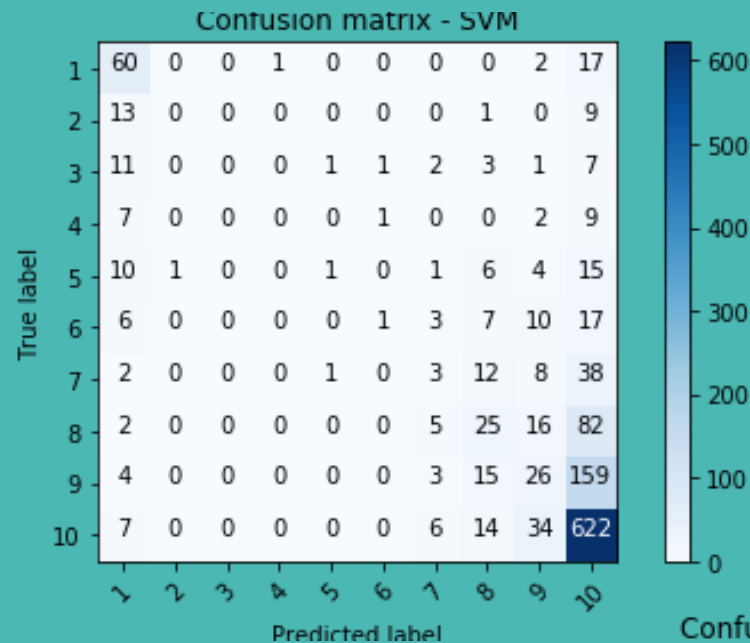 Confusion matrix - SVM
1 60 0 0 1 0 0 0 0 2 17
2 13 0 0 0 0 0 0 1 0 9
3 11 0 0 0 1 1 2 3 1 7
4 7 0 0 0 0 1 0 0 2 9
5 10 1 0 0 1 0 1 6 4 15
6 6 0 0 0 0 1 3 7 10 17
7 2 0 0 0 1 0 3 12 8 38
8 2 0 0 0 0 0 5 25 16 82
9 4 0 0 0 0 0 3 15 26 159
10 7 0 0 0 0 0 6 14 34 622
1 2 3 4 5 6 7 8 9 10
True label
Predicted label
600
500
400
300
200
100
0
Confu